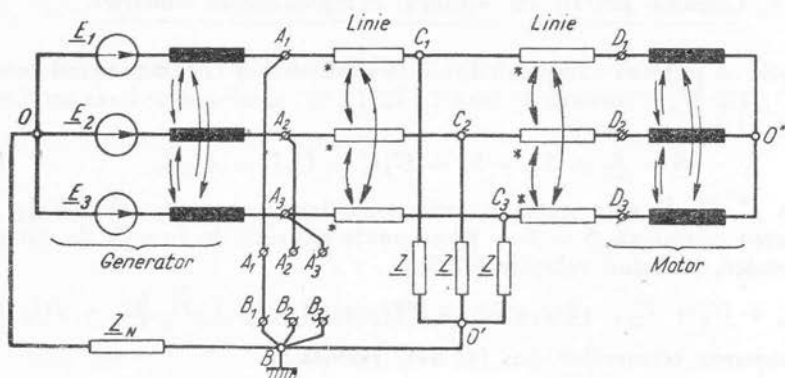 Linie Linie
E1 A1 C1 D1
* *
O E2 A2 C2 D2 O"
* *
E3 A3 C3 D3
* *
Generator A1 A2 A3 Z Z Z Motor
B1 B2 B3
O'
ZN B